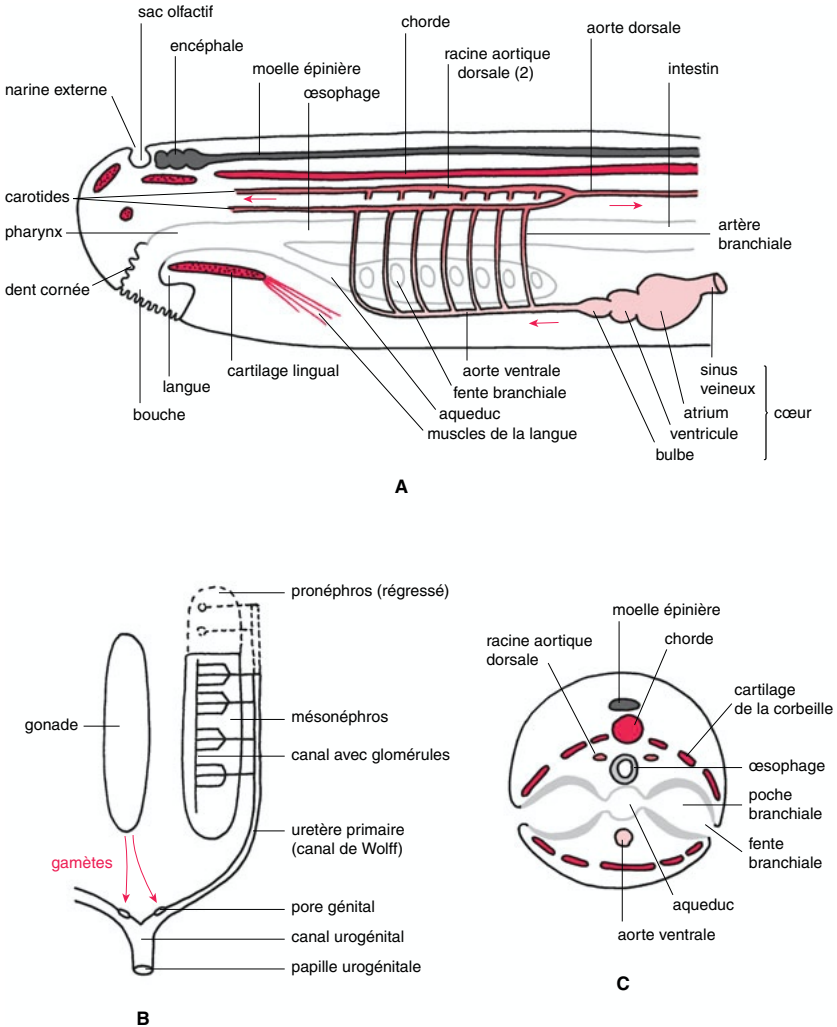 sac olfactif
encéphale
moelle épinière
œsophage
chorde
racine aortique
dorsale (2)
aorte dorsale
intestin
narine externe
carotides
pharynx
dent cornée
artère
branchiale
langue
bouche
cartilage lingual
aorte ventrale
fente branchiale
aqueduc
muscles de la langue
sinus
veineux
atrium
ventricule
bulbe
cœur
A
pronéphros (régressé)
gonade
mésonéphros
canal avec glomérules
uretère primaire
(canal de Wolff)
gamètes
pore génital
canal urogénital
papille urogénitale
B
moelle épinière
racine aortique
dorsale
chorde
cartilage
de la corbeille
œsophage
poche
branchiale
fente
branchiale
aqueduc
aorte ventrale
C